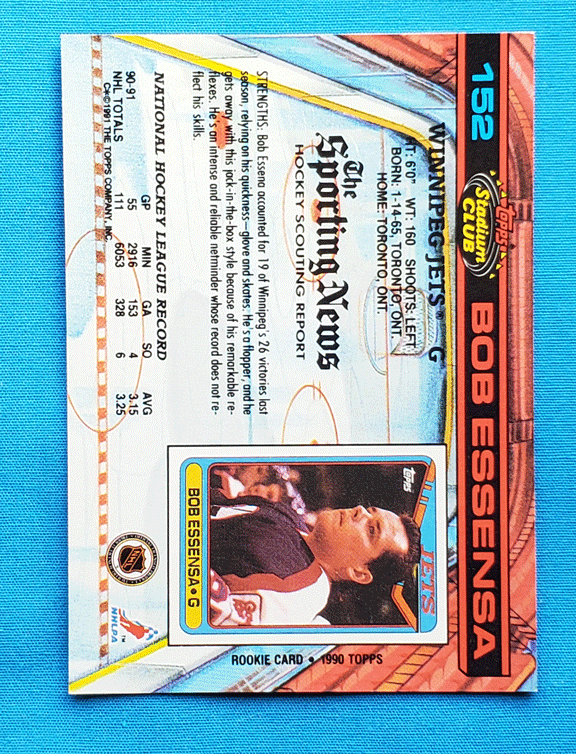 152
Topps
Stadium
CLUB
BOB ESSENSA
WINNIPEG JETS® G
HT: 6'0" WT: 160 SHOOTS: LEFT
BORN: 1-14-65, TORONTO, ONT.
HOME: TORONTO, ONT.
The
Sporting News
HOCKEY SCOUTING REPORT
STRENGTHS: Bob Essena accounted for 19 of Winnipeg's 26 victories last
season, relying on his quickness—glove and skates. He's a flopper, and he
gets away with this jack-in-the-box style because of his remarkable re-
flexes. He's an intense and reliable netminder whose record does not re-
flect his skills.
NATIONAL HOCKEY LEAGUE RECORD
GP MIN GA SO AVG
90-91 55 2916 153 4 3.15
NHL TOTALS 111 6053 328 6 3.25
©1991 THE TOPPS COMPANY, INC.
TOPPS
JETS
BOB ESSENSA•G
ROOKIE CARD • 1990 TOPPS
NHL
NHLPA
TM